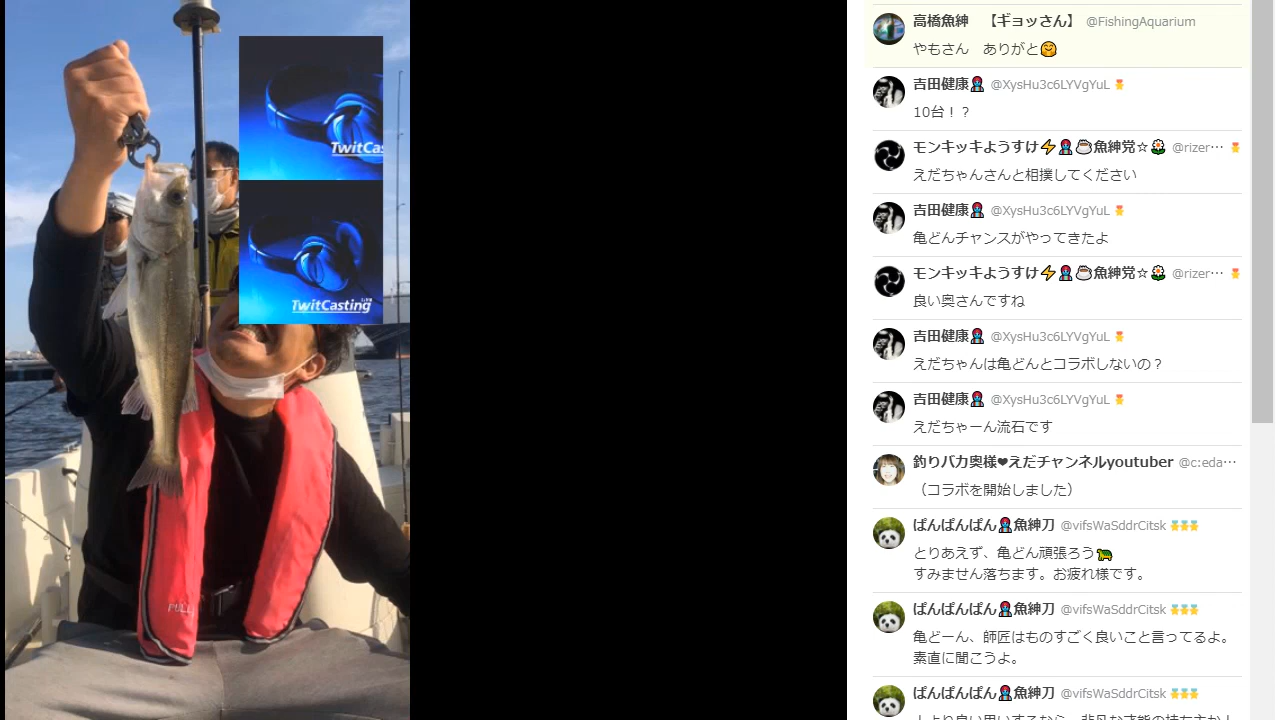 TwitCasting
TwitCasting
LIVE
PULL
高橋魚紳　【ギョッさん】 @FishingAquarium
やもさん　ありがと🤗
吉田健康 @XysHu3c6LYVgYuL
10台！？
モンキッキようすけ⚡魚紳党☆ @rizer…
えだちゃんさんと相撲してください
吉田健康 @XysHu3c6LYVgYuL
亀どんチャンスがやってきたよ
モンキッキようすけ⚡魚紳党☆ @rizer…
良い奥さんですね
吉田健康 @XysHu3c6LYVgYuL
えだちゃんは亀どんとコラボしないの？
吉田健康 @XysHu3c6LYVgYuL
えだちゃーん流石です
釣りバカ奥様❤えだチャンネルyoutuber @c:eda…
（コラボを開始しました）
ぱんぱんぱん魚紳刀 @vifsWaSddrCitsk
とりあえず、亀どん頑張ろう🐢
すみません落ちます。お疲れ様です。
ぱんぱんぱん魚紳刀 @vifsWaSddrCitsk
亀どーん、師匠はものすごく良いこと言ってるよ。
素直に聞こうよ。
ぱんぱんぱん魚紳刀 @vifsWaSddrCitsk